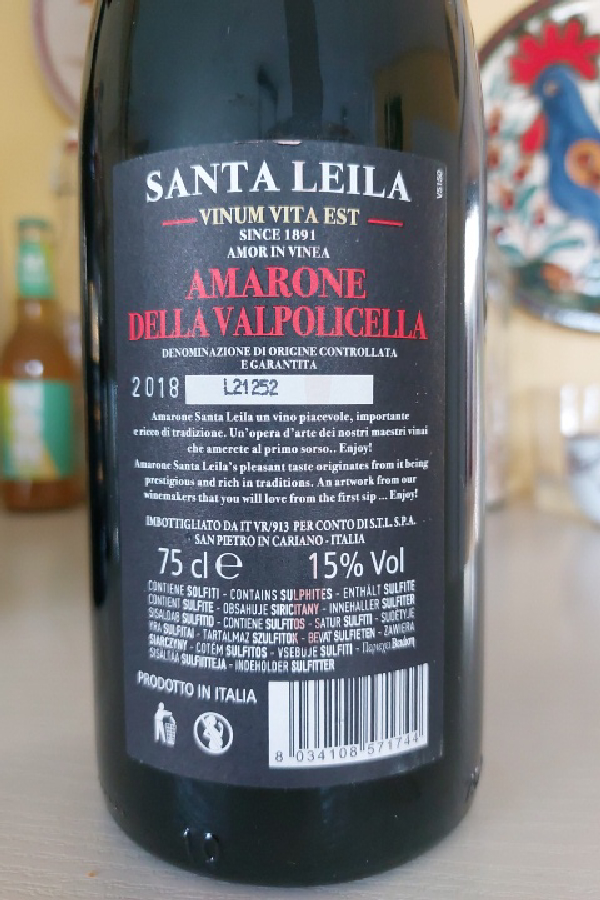 SANTA LEILA
VINUM VITA EST
SINCE 1891
AMOR IN VINEA
AMARONE
DELLA VALPOLICELLA
DENOMINAZIONE DI ORIGINE CONTROLLATA
E GARANTITA
2018 L21252
Amarone Santa Leila un vino piacevole, importante
e ricco di tradizione. Un'opera d'arte dei nostri maestri vinai
che amerete al primo sorso.. Enjoy!
Amarone Santa Leila's pleasant taste originates from it being
prestigious and rich in traditions. An artwork from our
winemakers that you will love from the first sip ... Enjoy!
IMBOTTIGLIATO DA IT VR/913 PER CONTO DI S.T.L. S.P.A.
SAN PIETRO IN CARIANO - ITALIA
75 cl e 15% Vol
CONTIENE SOLFITI - CONTAINS SULPHITES - ENTHÄLT SULFITE
CONTIENT SULFITE - OBSAHUJE SIRICITANY - INNEHALLER SULFITER
SISALDAB SULFITID - CONTIENE SULFITOS - SATUR SULFITI - SUDETYJE
YRA SULFITAI - TARTALMAZ SZULFITOK - BEVAT SULFIETEN - ZAWIERA
SIARCZYNY - COTÉM SULFITOS - VSEBUJE SULFITI -
SISALTAA SULFIITTEJA - INDEHOLDER SULFITTER
PRODOTTO IN ITALIA
8 034108 571744